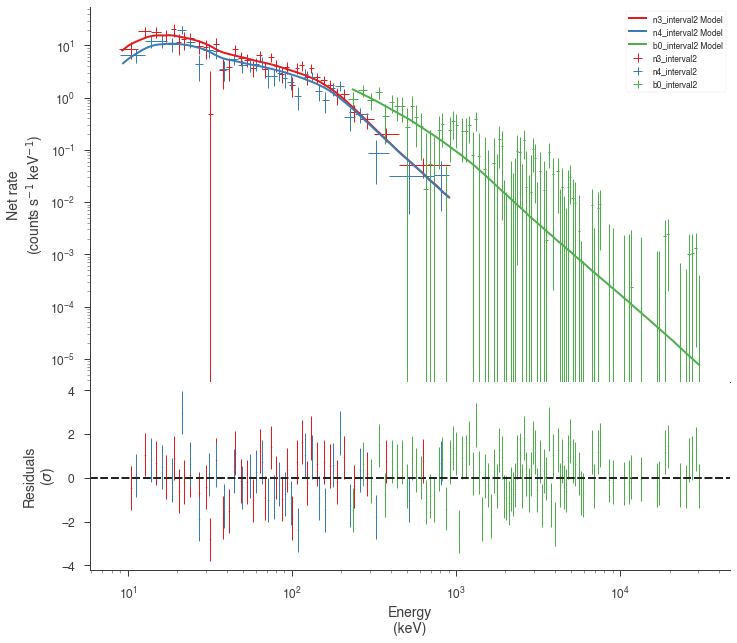 n3_interval2 Model
n4_interval2 Model
b0_interval2 Model
n3_interval2
n4_interval2
b0_interval2
10¹
10⁰
10⁻¹
10⁻²
10⁻³
10⁻⁴
10⁻⁵
Net rate
(counts s⁻¹ keV⁻¹)
4
2
0
−2
−4
Residuals
(σ)
10¹ 10² 10³ 10⁴
Energy
(keV)